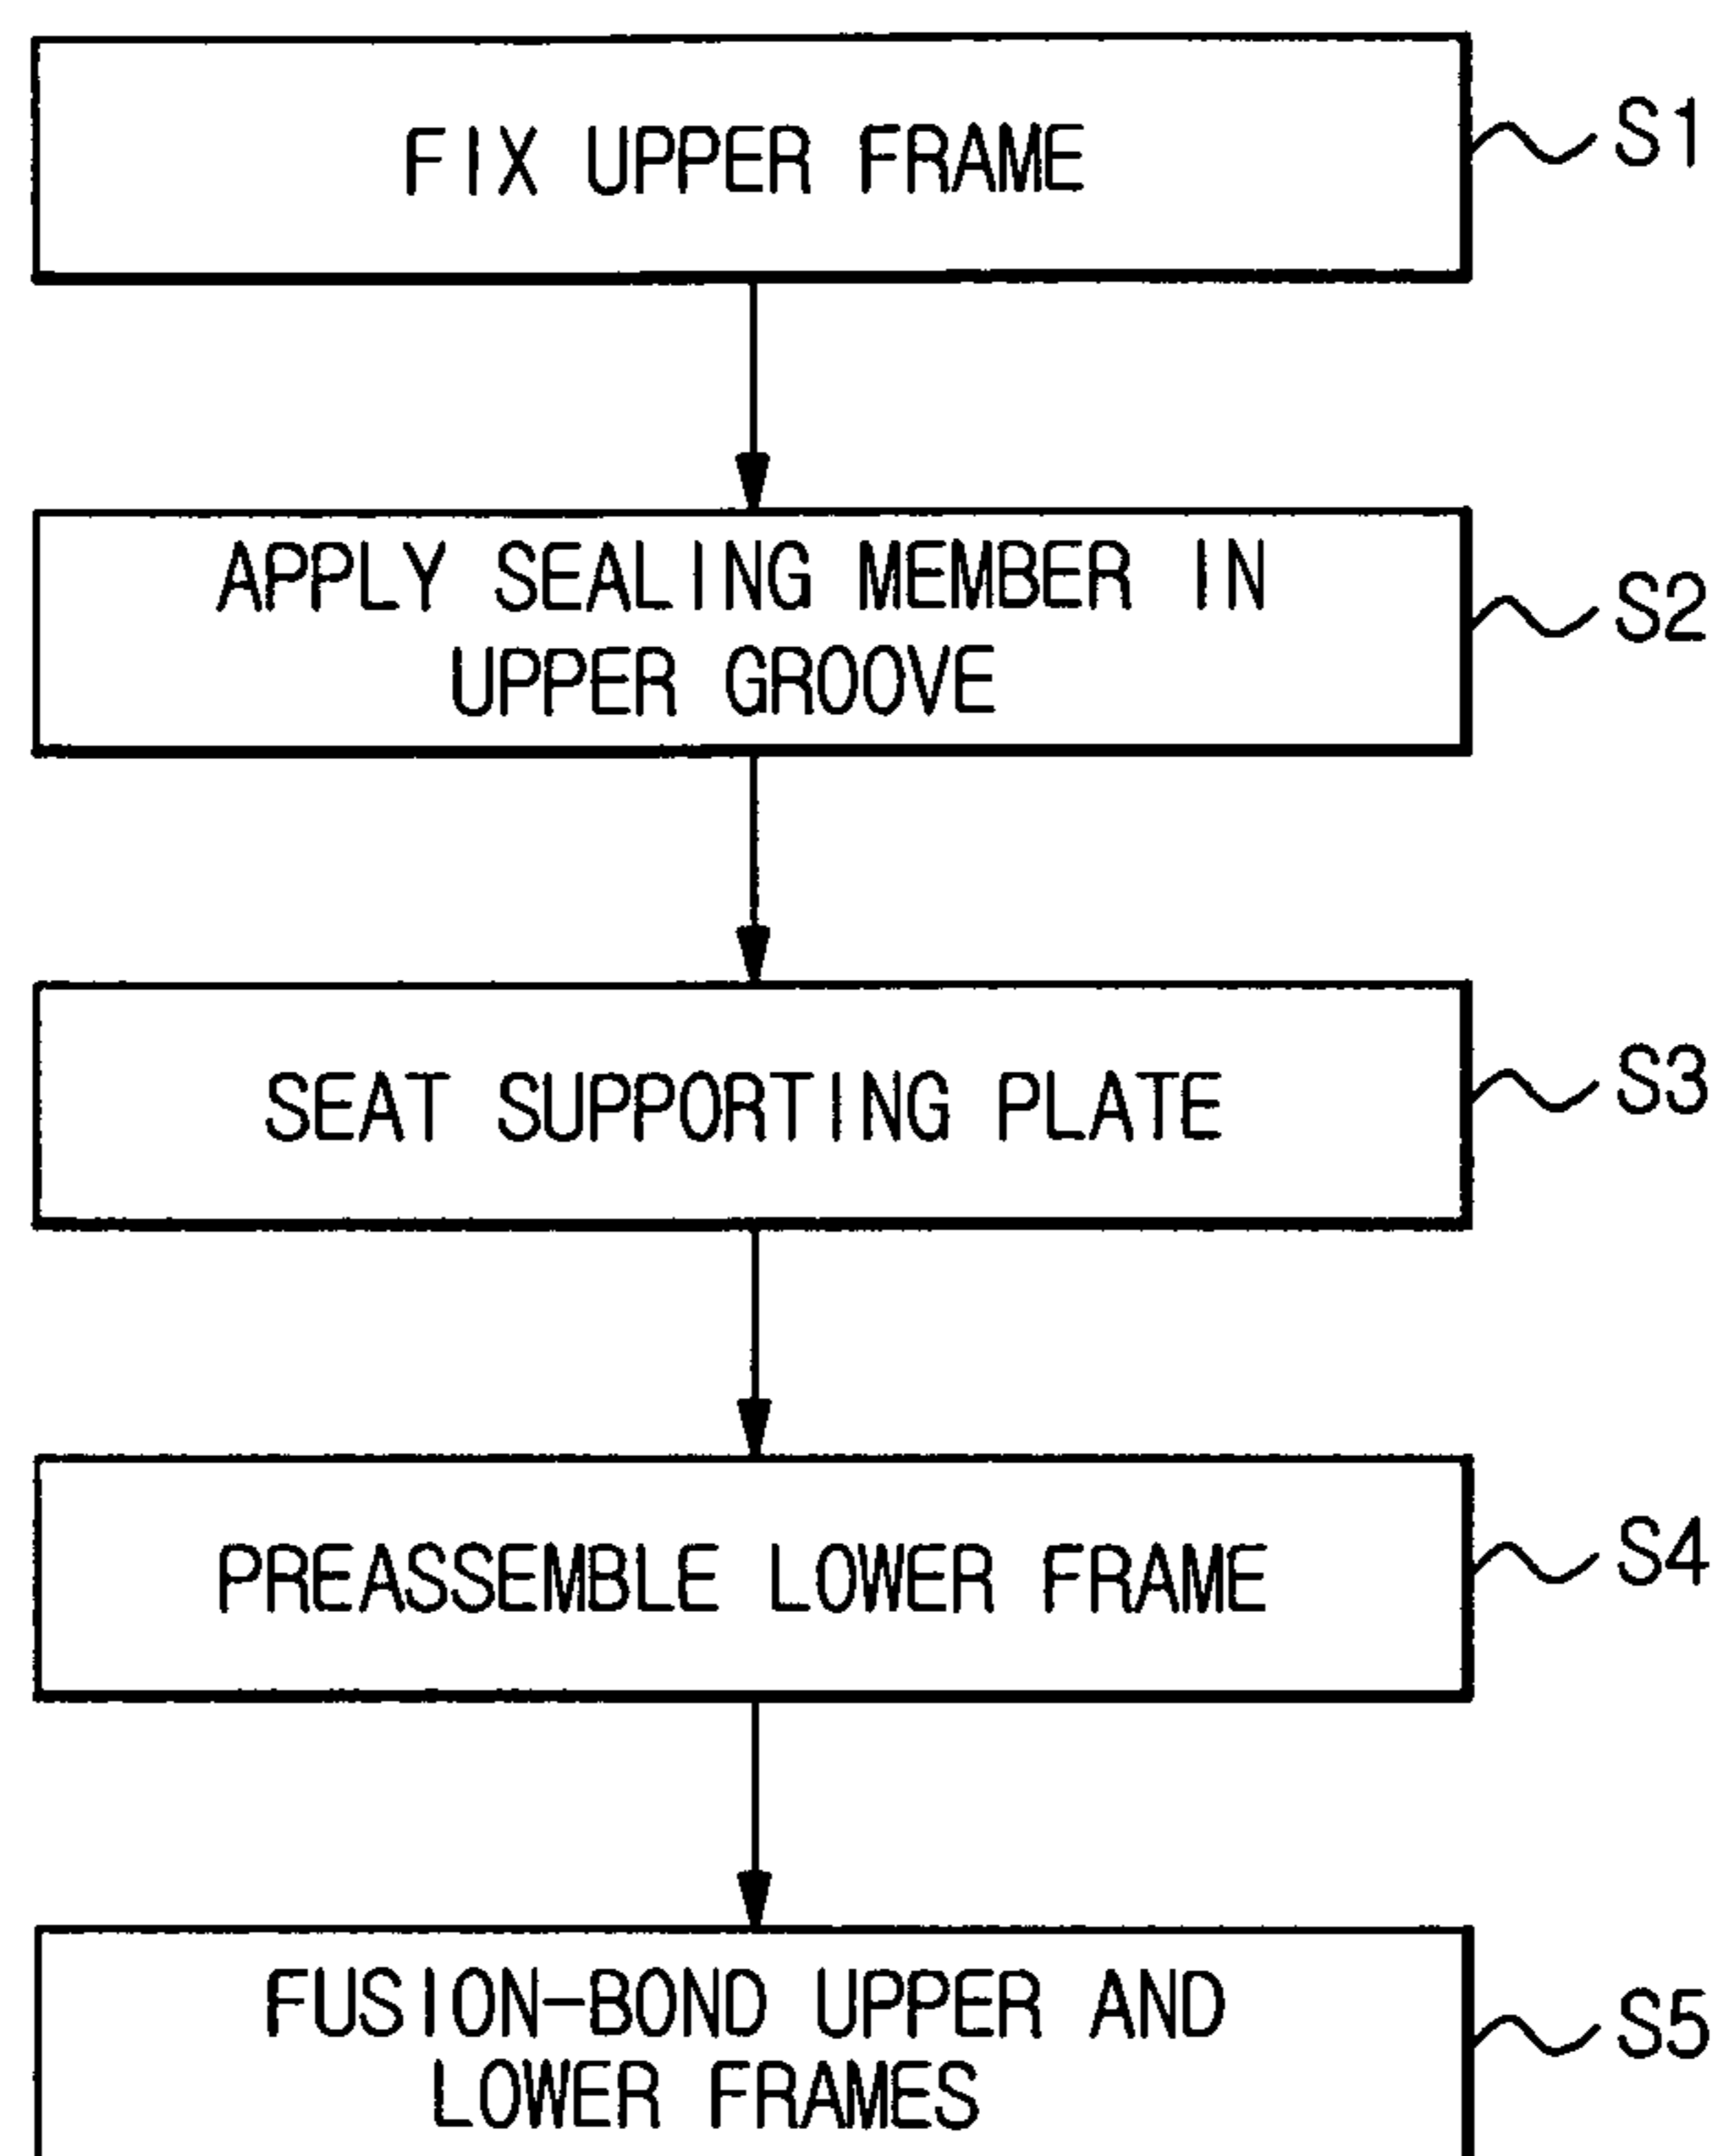 FIX UPPER FRAME
S1
APPLY SEALING MEMBER IN
UPPER GROOVE
S2
SEAT SUPPORTING PLATE
S3
PREASSEMBLE LOWER FRAME
S4
FUSION-BOND UPPER AND
LOWER FRAMES
S5